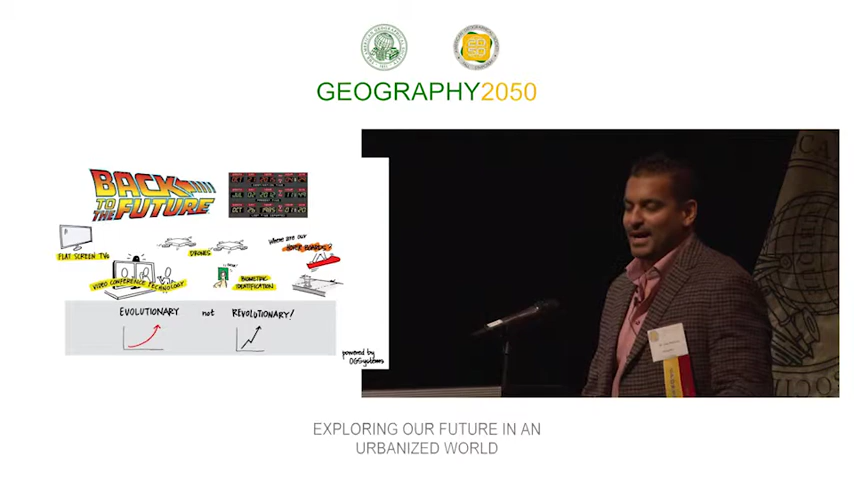 GEOGRAPHY2050
BACK
TO THE FUTURE
FLAT SCREEN TVs
DRONES
Where are our
HOVER BOARDS?
VIDEO CONFERENCE TECHNOLOGY
BIOMETRIC
IDENTIFICATION
EVOLUTIONARY not REVOLUTIONARY!
powered by
OGSystems
EXPLORING OUR FUTURE IN AN
URBANIZED WORLD